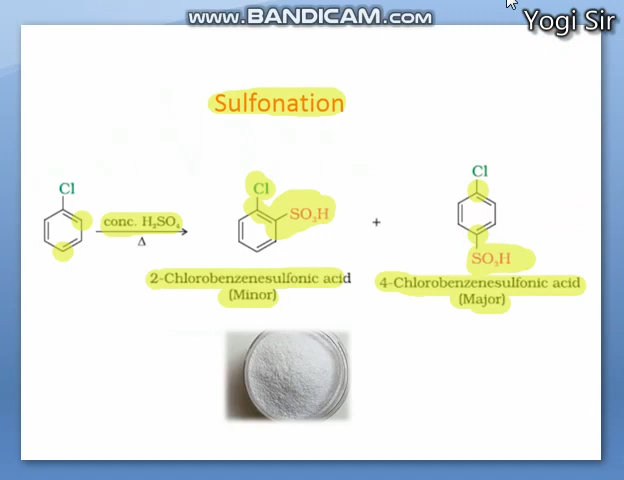 www.BANDICAM.com
Yogi Sir
Sulfonation
Cl
conc. H₂SO₄
Δ
Cl
SO₃H
+
Cl
SO₃H
2-Chlorobenzenesulfonic acid
(Minor)
4-Chlorobenzenesulfonic acid
(Major)